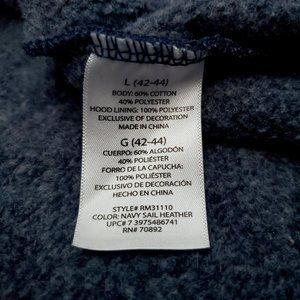 L (42-44)
BODY: 60% COTTON
40% POLYESTER
HOOD LINING: 100% POLYESTER
EXCLUSIVE OF DECORATION
MADE IN CHINA
G (42-44)
CUERPO: 60% ALGODÓN
40% POLIÉSTER
FORRO DE LA CAPUCHA:
100% POLIÉSTER
EXCLUSIVO DE DECORACIÓN
HECHO EN CHINA
STYLE# RM31110
COLOR: NAVY SAIL HEATHER
UPC# 7 3975486741
RN# 70892